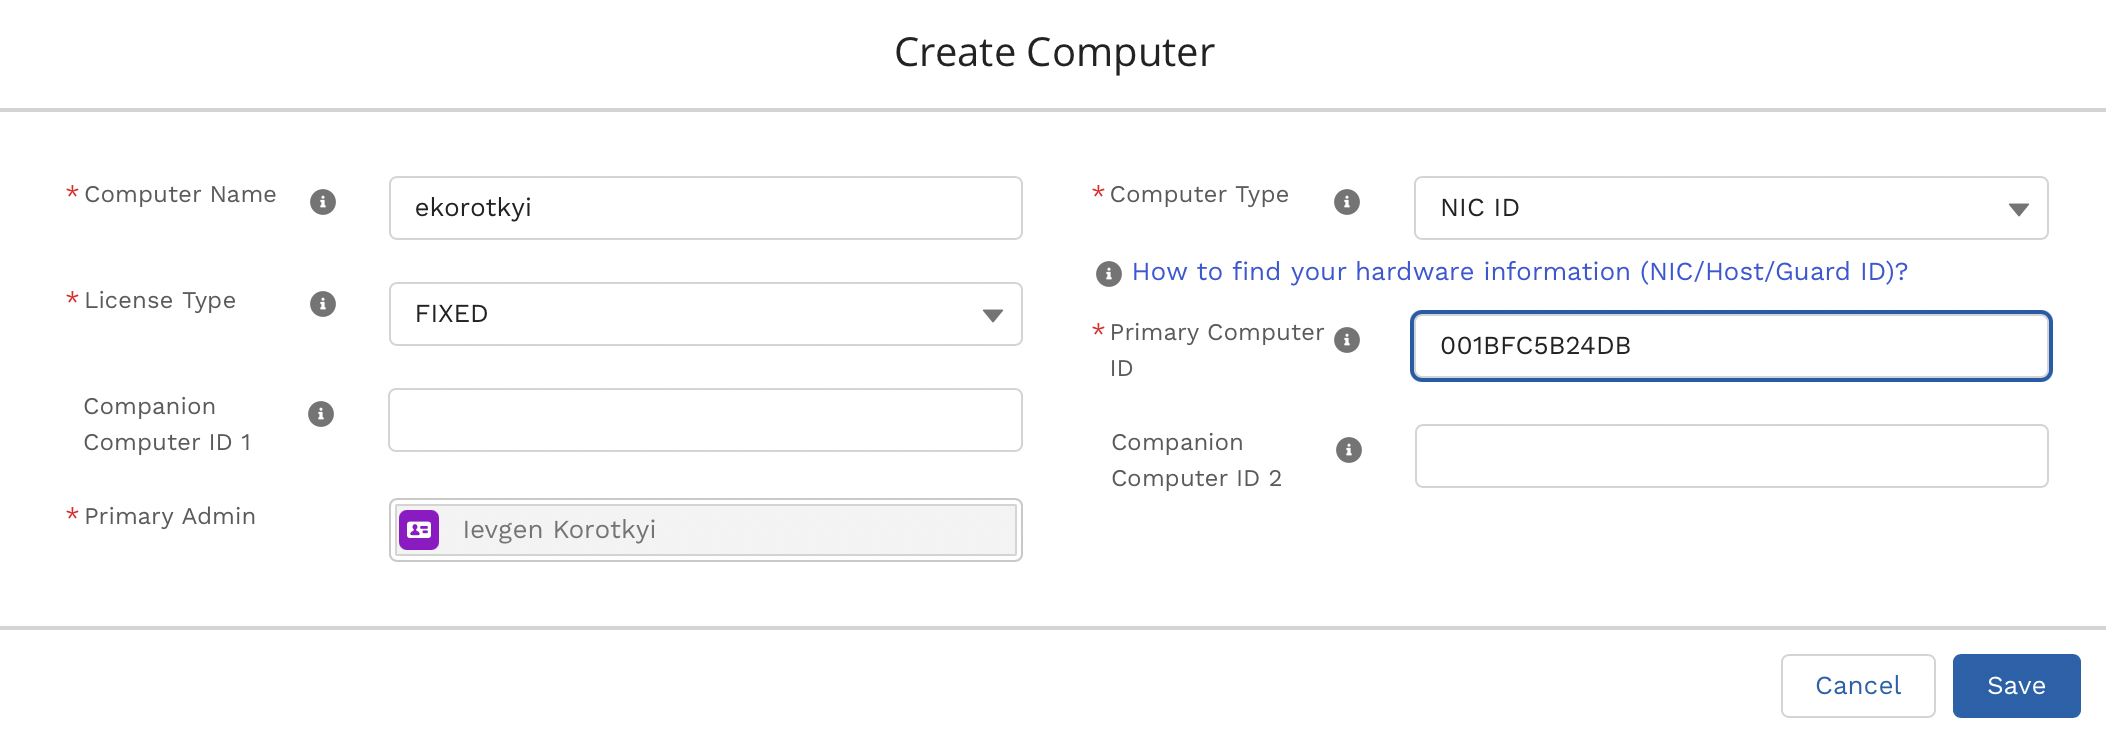 Create Computer
* Computer Name
ekorotkyi
* Computer Type
NIC ID
How to find your hardware information (NIC/Host/Guard ID)?
* License Type
FIXED
* Primary Computer
ID
001BFC5B24DB
Companion
Computer ID 1
Companion
Computer ID 2
* Primary Admin
Ievgen Korotkyi
Cancel
Save